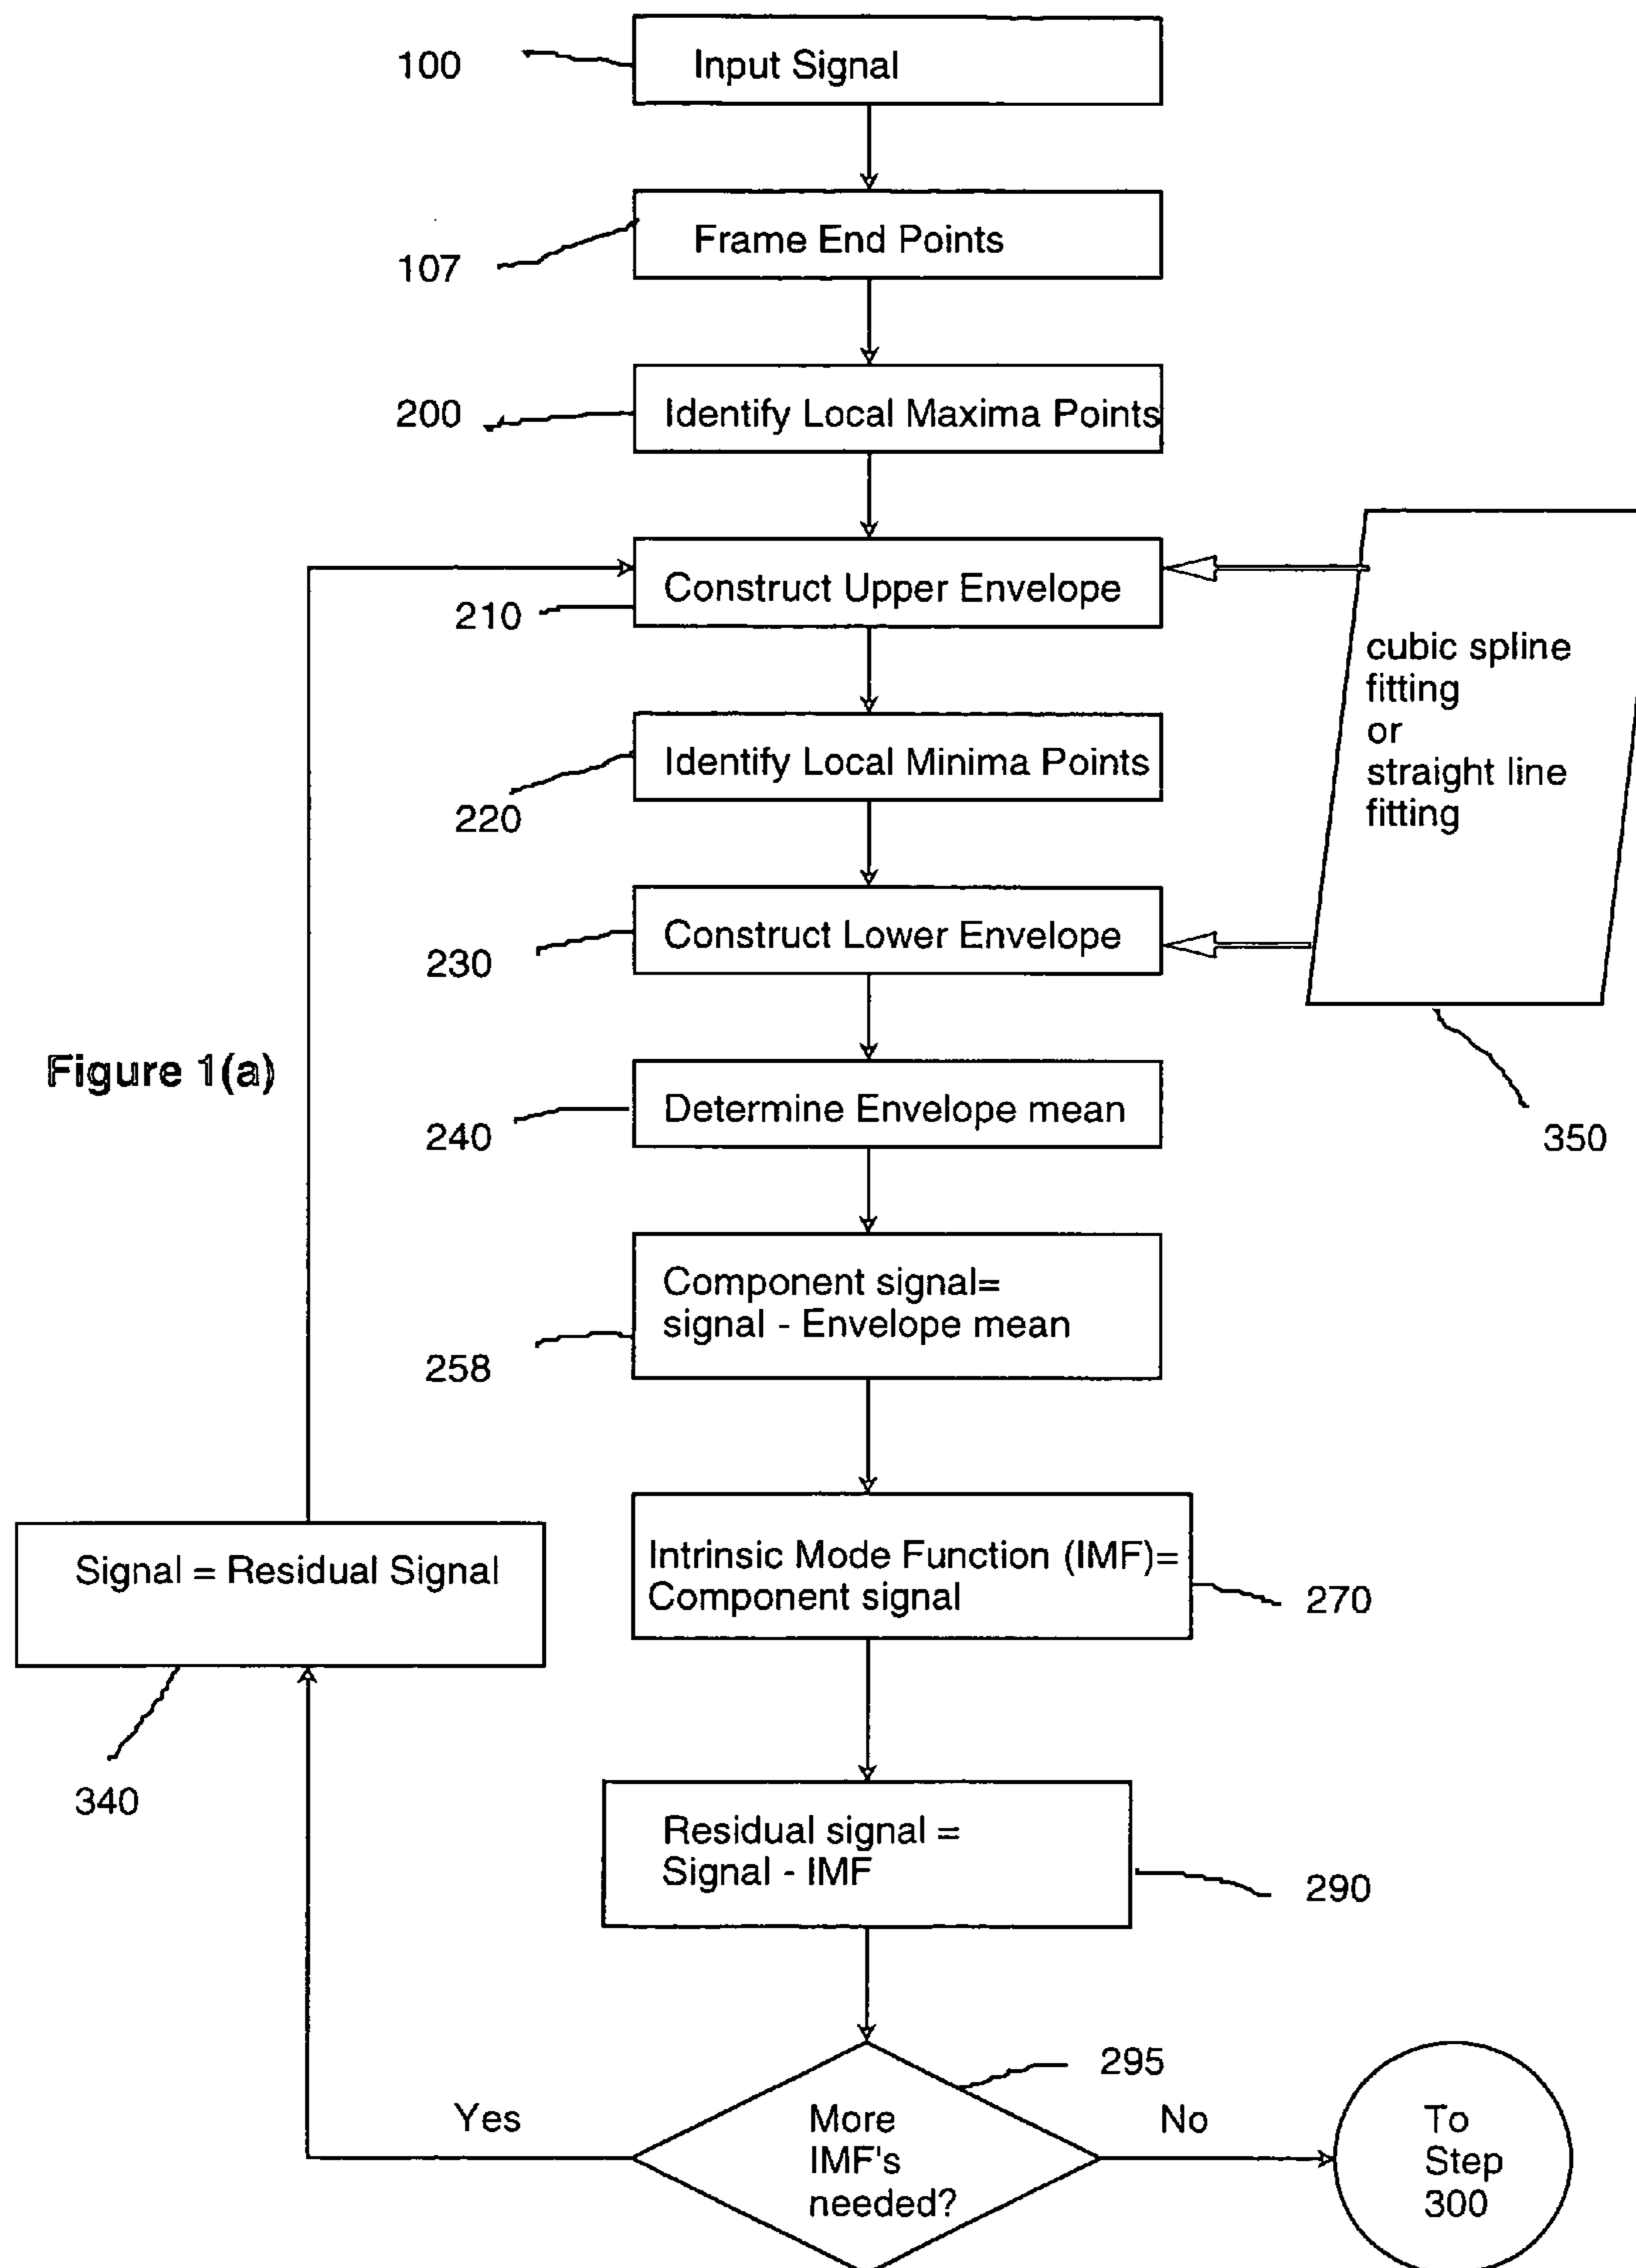 100
Input Signal
107
Frame End Points
200
Identify Local Maxima Points
210
Construct Upper Envelope
cubic spline
fitting
or
straight line
fitting
220
Identify Local Minima Points
230
Construct Lower Envelope
Figure 1(a)
240
Determine Envelope mean
350
258
Component signal=
signal - Envelope mean
Intrinsic Mode Function (IMF)=
Component signal
270
Signal = Residual Signal
340
Residual signal =
Signal - IMF
290
295
Yes
More
IMF's
needed?
No
To
Step
300